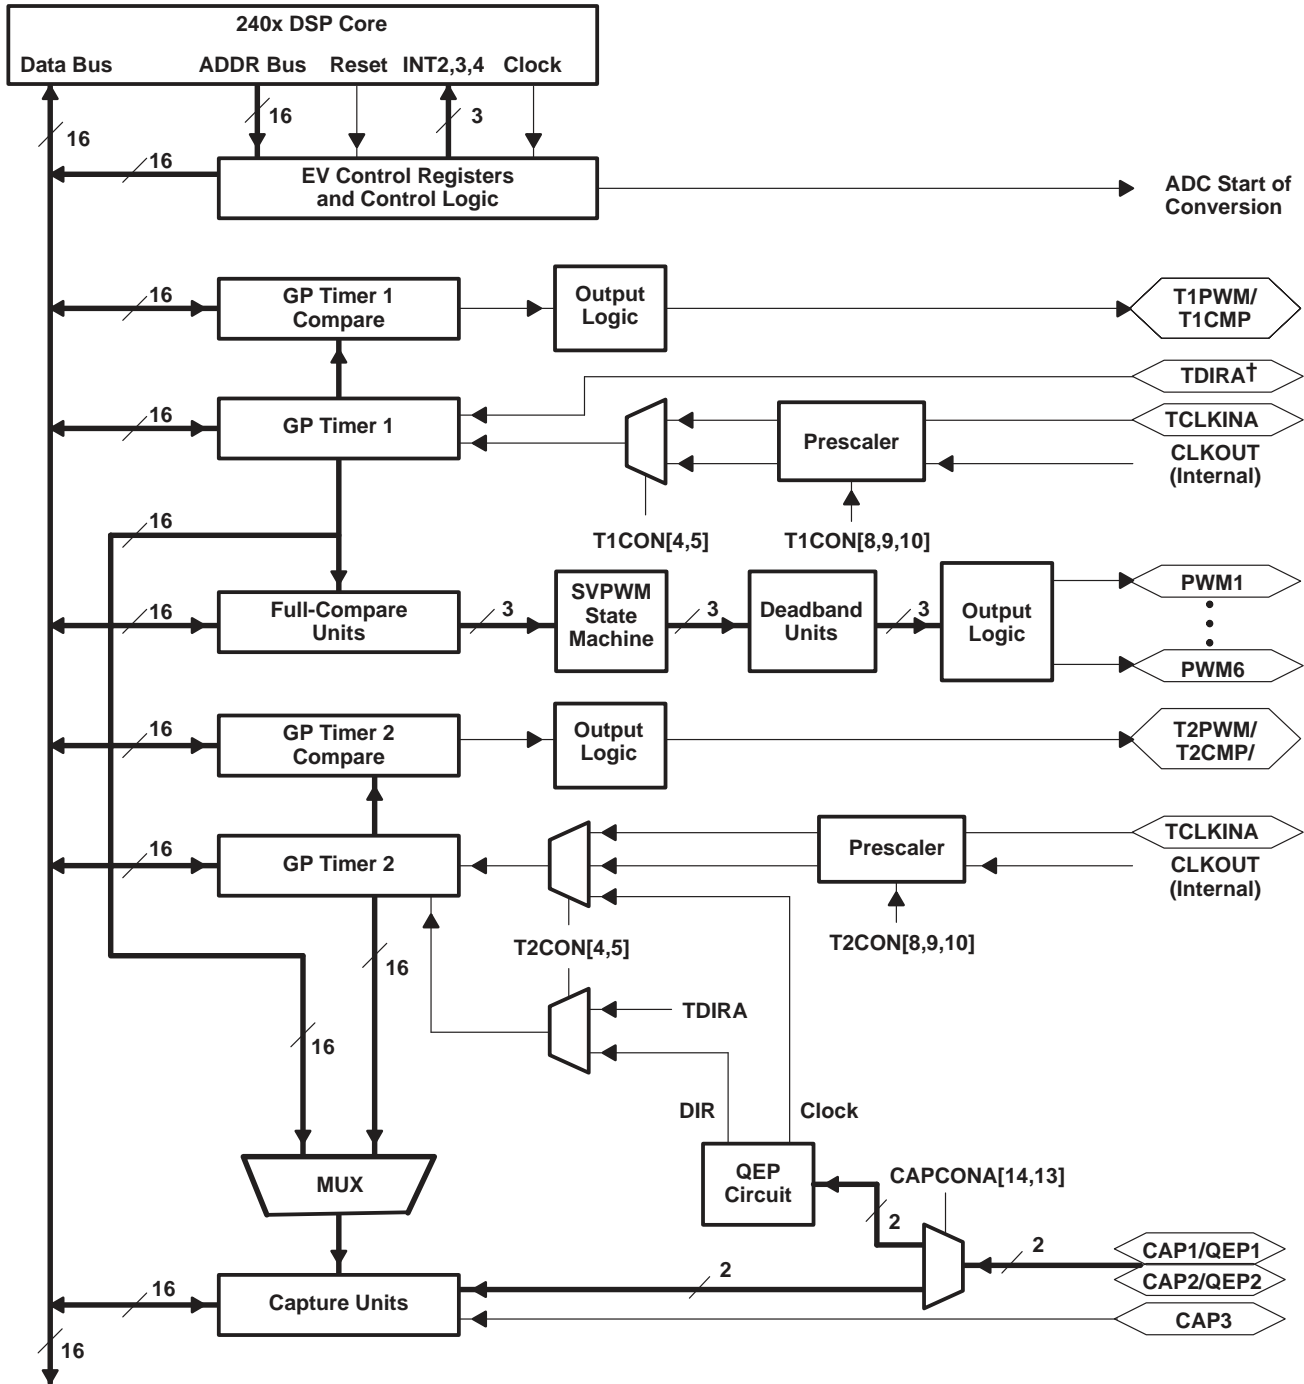 240x DSP Core
Data Bus
ADDR Bus
Reset
INT2,3,4
Clock
16
16
3
16
EV Control Registers
and Control Logic
ADC Start of
Conversion
16
GP Timer 1
Compare
Output
Logic
T1PWM/
T1CMP
TDIRA†
16
GP Timer 1
Prescaler
TCLKINA
CLKOUT
(Internal)
16
T1CON[4,5]
T1CON[8,9,10]
16
Full-Compare
Units
3
SVPWM
State
Machine
3
Deadband
Units
3
Output
Logic
PWM1
PWM6
16
GP Timer 2
Compare
Output
Logic
T2PWM/
T2CMP/
16
GP Timer 2
Prescaler
TCLKINA
CLKOUT
(Internal)
16
T2CON[4,5]
T2CON[8,9,10]
16
TDIRA
DIR
Clock
MUX
QEP
Circuit
CAPCONA[14,13]
2
2
CAP1/QEP1
CAP2/QEP2
16
Capture Units
2
CAP3
16